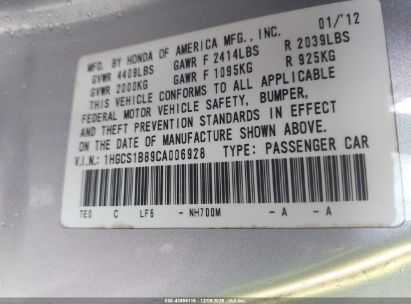 MFD. BY HONDA OF AMERICA MFG., INC. 01/12
GVWR 4409LBS GAWR F 2414LBS R 2039LBS
GVWR 2000KG GAWR F 1095KG R 925KG
THIS VEHICLE CONFORMS TO ALL APPLICABLE
FEDERAL MOTOR VEHICLE SAFETY, BUMPER,
AND THEFT PREVENTION STANDARDS IN EFFECT
ON THE DATE OF MANUFACTURE SHOWN ABOVE.
V.I.N: 1HGCS1B89CA006928 TYPE: PASSENGER CAR
TE0 C LF6 - NH700M - A - A